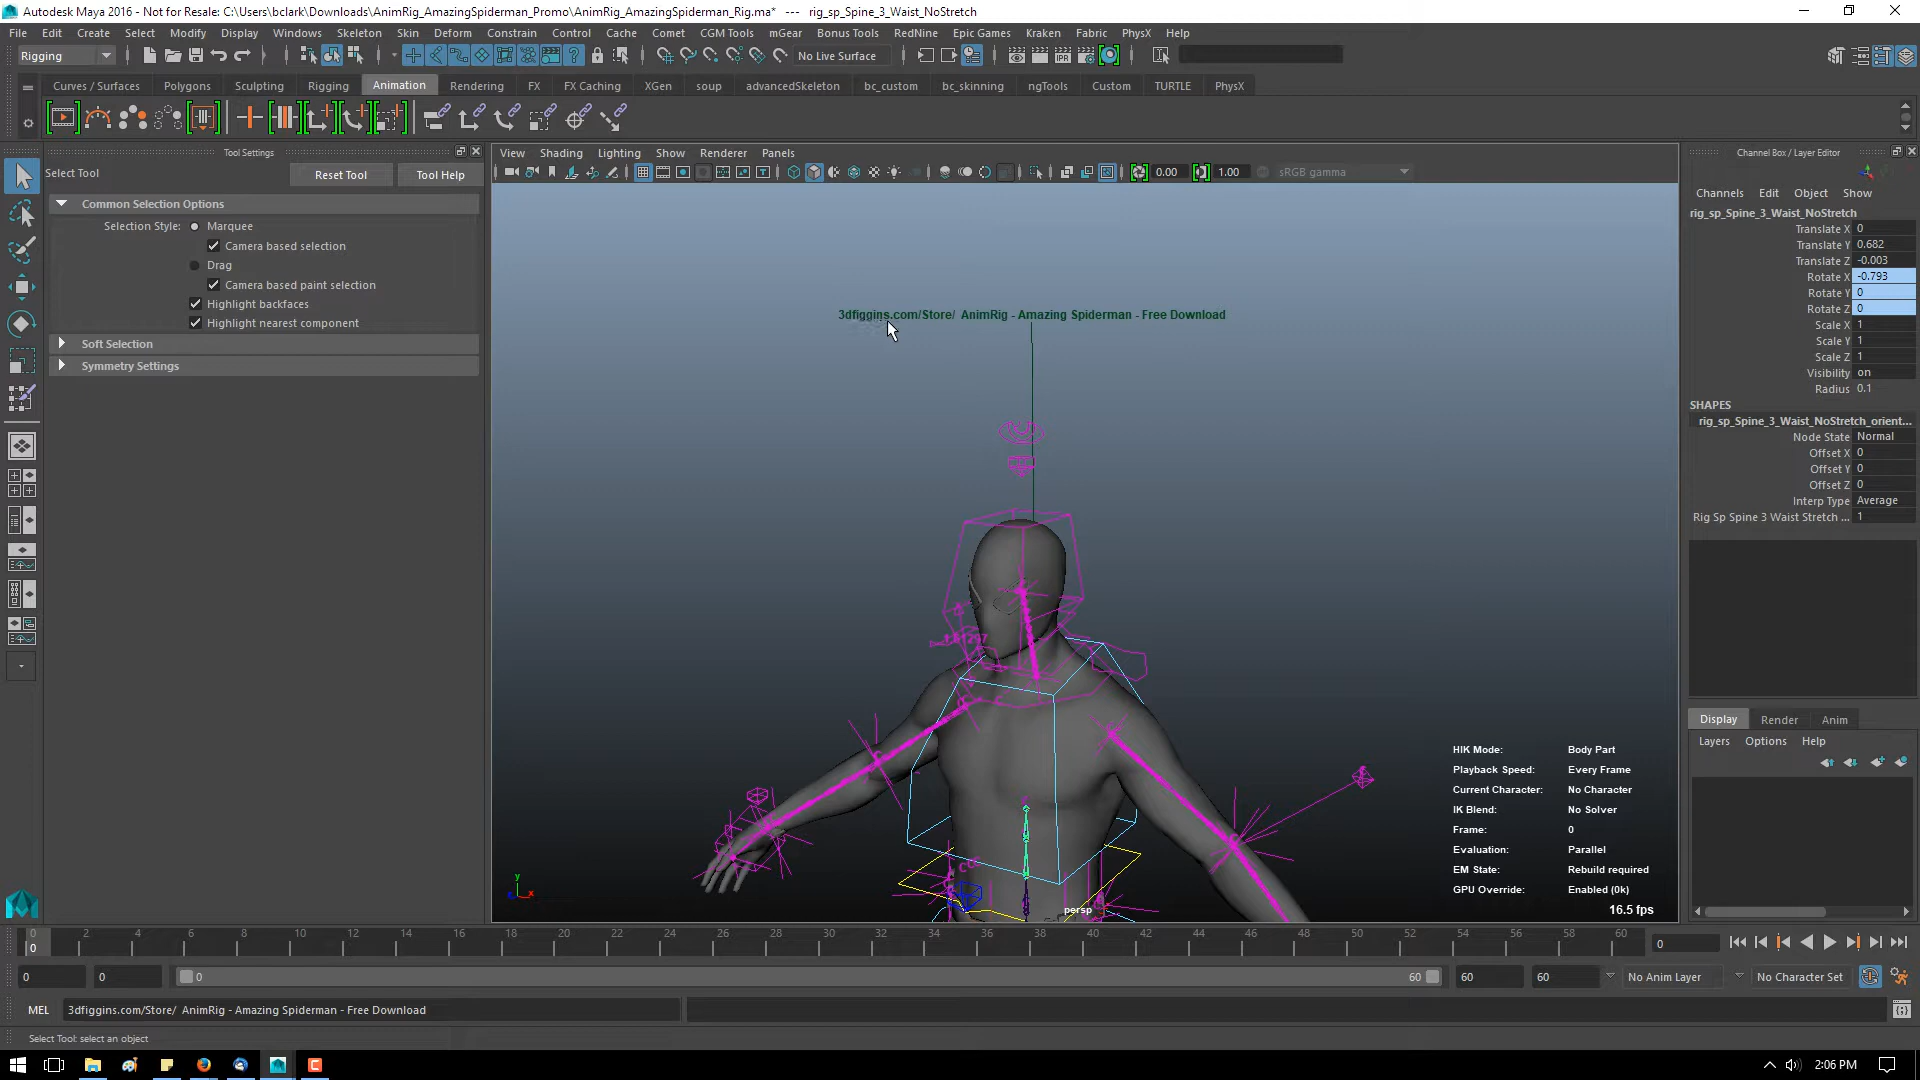 Autodesk Maya 2016 - Not for Resale: C:\Users\bclark\Downloads\AnimRig_AmazingSpiderman_Promo\AnimRig_AmazingSpiderman_Rig.ma* --- rig_sp_Spine_3_Waist_NoStretch
File Edit Create Select Modify Display Windows Skeleton Skin Deform Constrain Control Cache Comet CGM Tools mGear Bonus Tools RedNine Epic Games Kraken Fabric PhysX Help
Rigging No Live Surface
Curves / Surfaces Polygons Sculpting Rigging Animation Rendering FX FX Caching XGen soup advancedSkeleton bc_custom bc_skinning ngTools Custom TURTLE PhysX
Tool Settings
Select Tool Reset Tool Tool Help
Common Selection Options
Selection Style: Marquee
Camera based selection
Drag
Camera based paint selection
Highlight backfaces
Highlight nearest component
Soft Selection
Symmetry Settings
View Shading Lighting Show Renderer Panels
0.00 1.00 sRGB gamma
3dfiggins.com/Store/ AnimRig - Amazing Spiderman - Free Download
HIK Mode: Body Part
Playback Speed: Every Frame
Current Character: No Character
IK Blend: No Solver
Frame: 0
Evaluation: Parallel
EM State: Rebuild required
GPU Override: Enabled (0k)
16.5 fps
persp
y
x
Channel Box / Layer Editor
Channels Edit Object Show
rig_sp_Spine_3_Waist_NoStretch
Translate X 0
Translate Y 0.682
Translate Z -0.003
Rotate X -0.793
Rotate Y 0
Rotate Z 0
Scale X 1
Scale Y 1
Scale Z 1
Visibility on
Radius 0.1
SHAPES
rig_sp_Spine_3_Waist_NoStretch_orient...
Node State Normal
Offset X 0
Offset Y 0
Offset Z 0
Interp Type Average
Rig Sp Spine 3 Waist Stretch ... 1
Display Render Anim
Layers Options Help
0 2 4 6 8 10 12 14 16 18 20 22 24 26 28 30 32 34 36 38 40 42 44 46 48 50 52 54 56 58 60
0 0
0 0 0 60 60 60 No Anim Layer No Character Set
MEL 3dfiggins.com/Store/ AnimRig - Amazing Spiderman - Free Download
Select Tool: select an object
2:06 PM